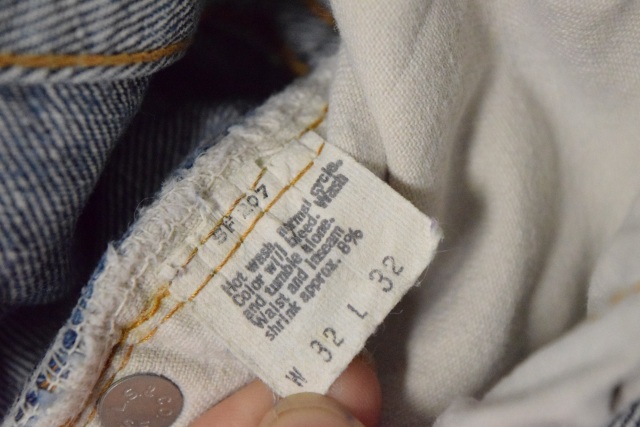 SF 207
Hot wash, normal cycle.
Color will bleed. Wash
and tumble alone.
Waist and inseam
shrink approx. 8%
W 32 L 32